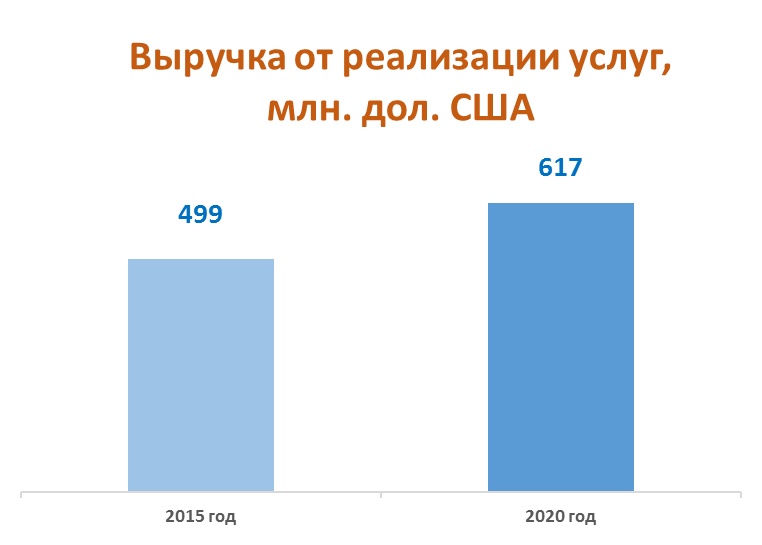 Выручка от реализации услуг,
млн. дол. США
499
617
2015 год
2020 год